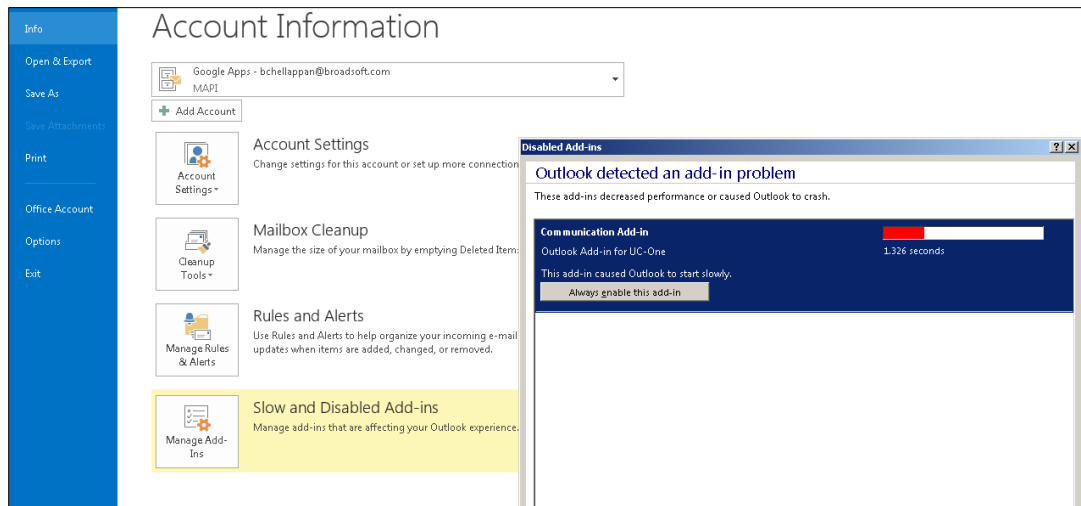 Info
Open & Export
Save As
Save Attachments
Print
Office Account
Options
Exit
Account Information
Google Apps - bchellappan@broadsoft.com
MAPI
Add Account
Account
Settings
Account Settings
Change settings for this account or set up more connection
Cleanup
Tools
Mailbox Cleanup
Manage the size of your mailbox by emptying Deleted Item
Manage Rules
& Alerts
Rules and Alerts
Use Rules and Alerts to help organize your incoming e-mail
updates when items are added, changed, or removed.
Manage Add-
Ins
Slow and Disabled Add-ins
Manage add-ins that are affecting your Outlook experience.
Disabled Add-ins
Outlook detected an add-in problem
These add-ins decreased performance or caused Outlook to crash.
Communication Add-in
Outlook Add-in for UC-One
1.326 seconds
This add-in caused Outlook to start slowly.
Always enable this add-in